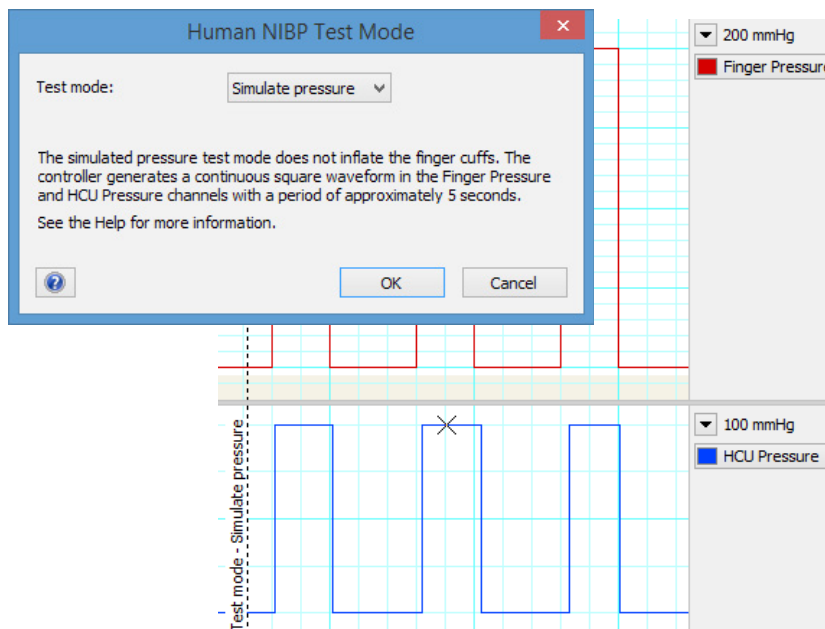 Human NIBP Test Mode
Test mode:
Simulate pressure
The simulated pressure test mode does not inflate the finger cuffs. The
controller generates a continuous square waveform in the Finger Pressure
and HCU Pressure channels with a period of approximately 5 seconds.
See the Help for more information.
OK
Cancel
200 mmHg
Finger Pressure
100 mmHg
HCU Pressure
Test mode - Simulate pressure